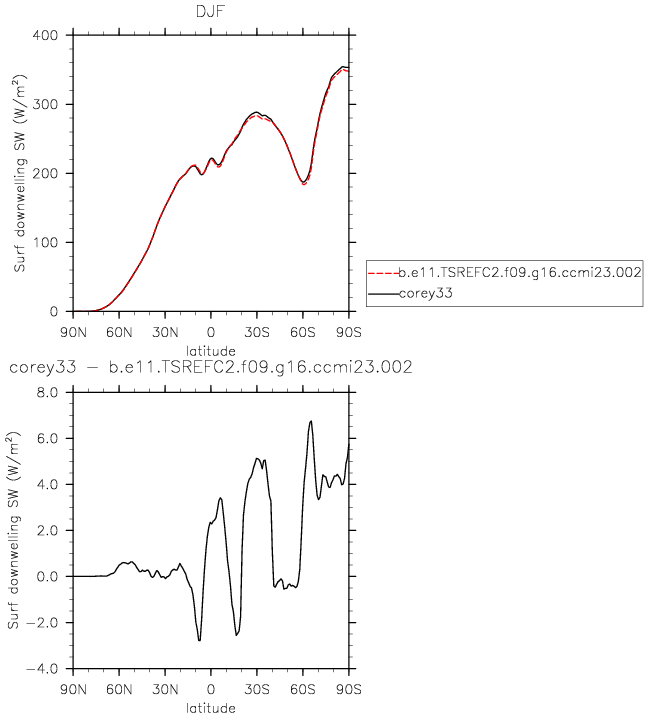 DJF
Surf downwelling SW (W/m²)
400
300
200
100
0
90N 60N 30N 0 30S 60S 90S
latitude
b.e11.TSREFC2.f09.g16.ccmi23.002
corey33
corey33 − b.e11.TSREFC2.f09.g16.ccmi23.002
Surf downwelling SW (W/m²)
8.0
6.0
4.0
2.0
0.0
−2.0
−4.0
90N 60N 30N 0 30S 60S 90S
latitude